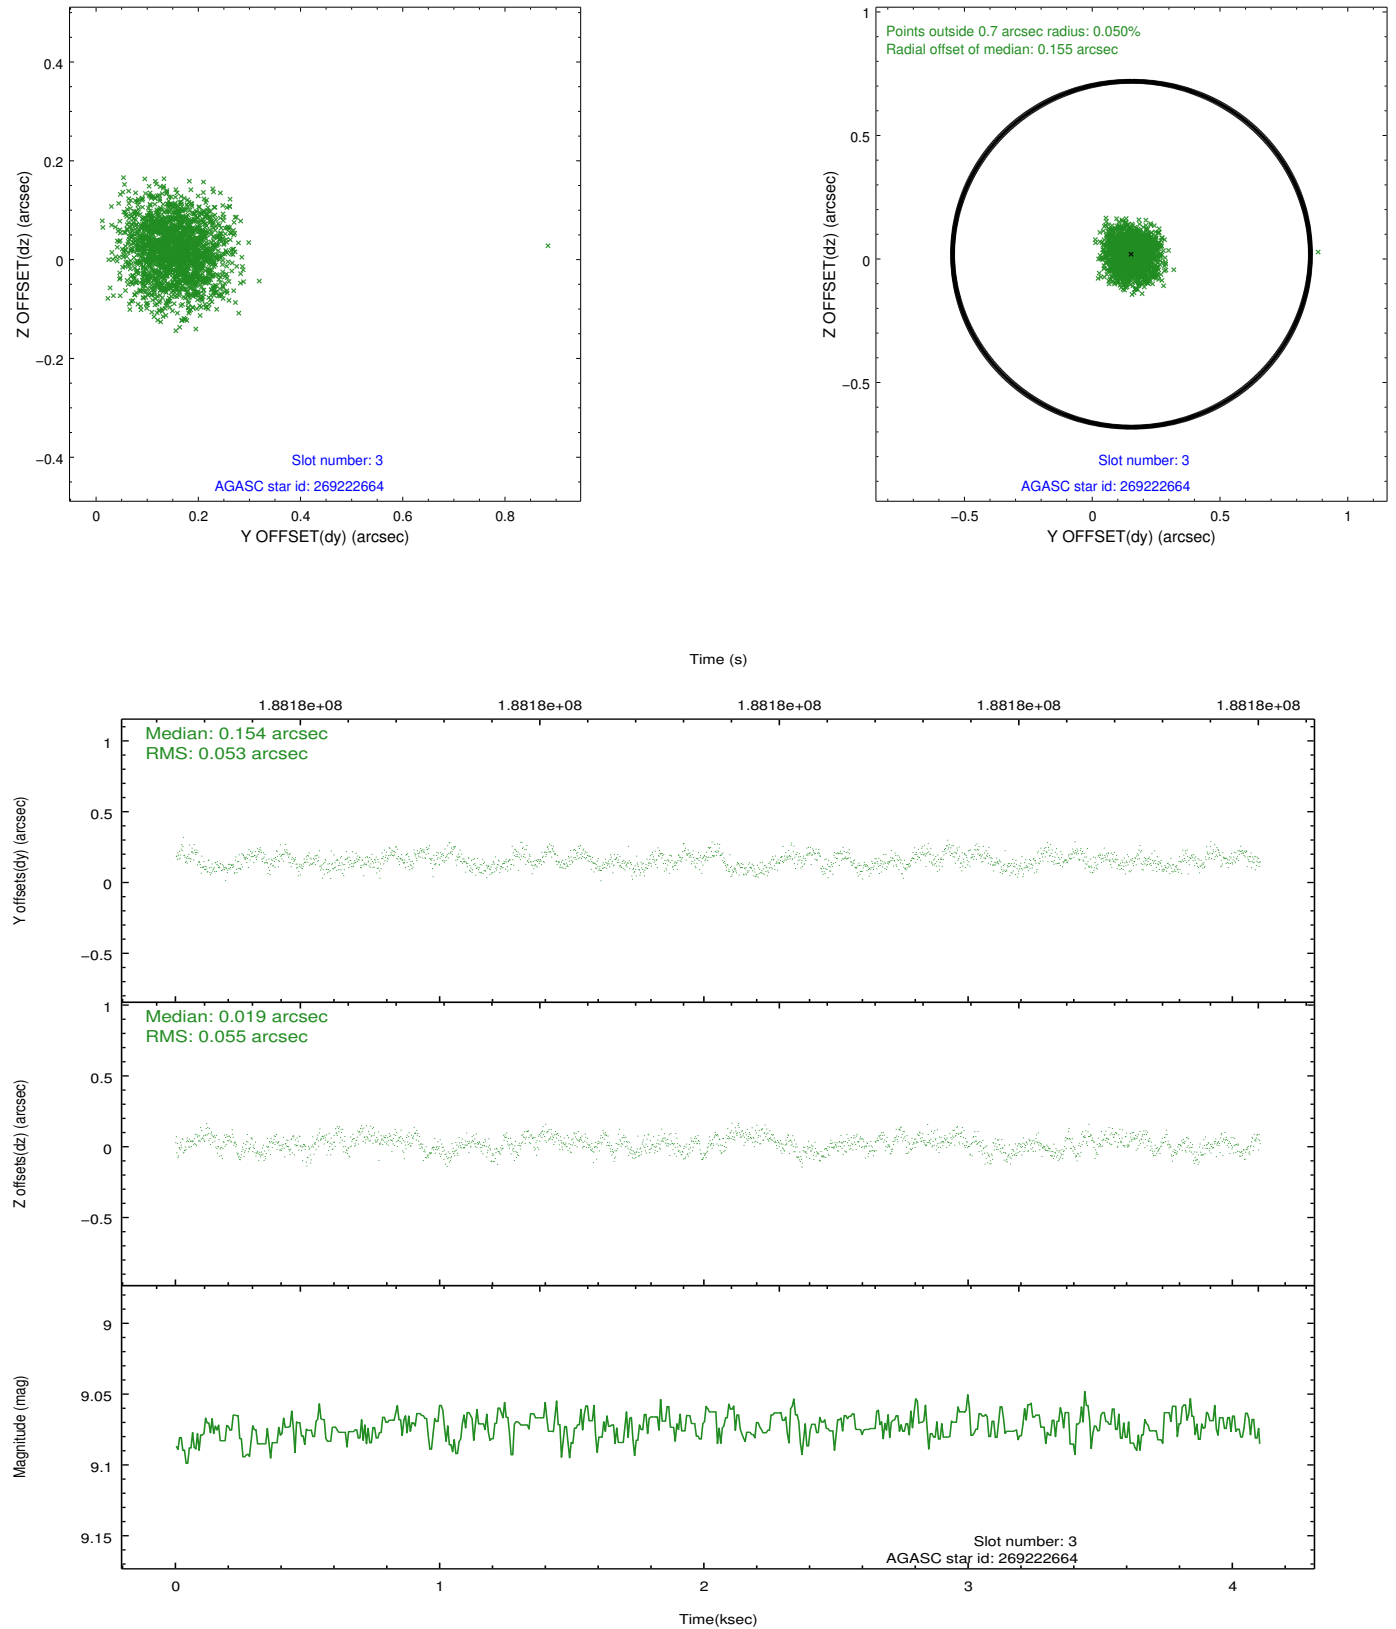 0.4
0.2
0
−0.2
−0.4
Z OFFSET(dz) (arcsec)
Slot number: 3
AGASC star id: 269222664
0 0.2 0.4 0.6 0.8
Y OFFSET(dy) (arcsec)
Points outside 0.7 arcsec radius: 0.050%
Radial offset of median: 0.155 arcsec
1
0.5
0
−0.5
Z OFFSET(dz) (arcsec)
Slot number: 3
AGASC star id: 269222664
−0.5 0 0.5 1
Y OFFSET(dy) (arcsec)
Time (s)
1.8818e+08 1.8818e+08 1.8818e+08 1.8818e+08 1.8818e+08
Median: 0.154 arcsec
RMS: 0.053 arcsec
1
0.5
0
−0.5
Y offsets(dy) (arcsec)
Median: 0.019 arcsec
RMS: 0.055 arcsec
1
0.5
0
−0.5
Z offsets(dz) (arcsec)
9
9.05
9.1
9.15
Magnitude (mag)
Slot number: 3
AGASC star id: 269222664
0 1 2 3 4
Time(ksec)